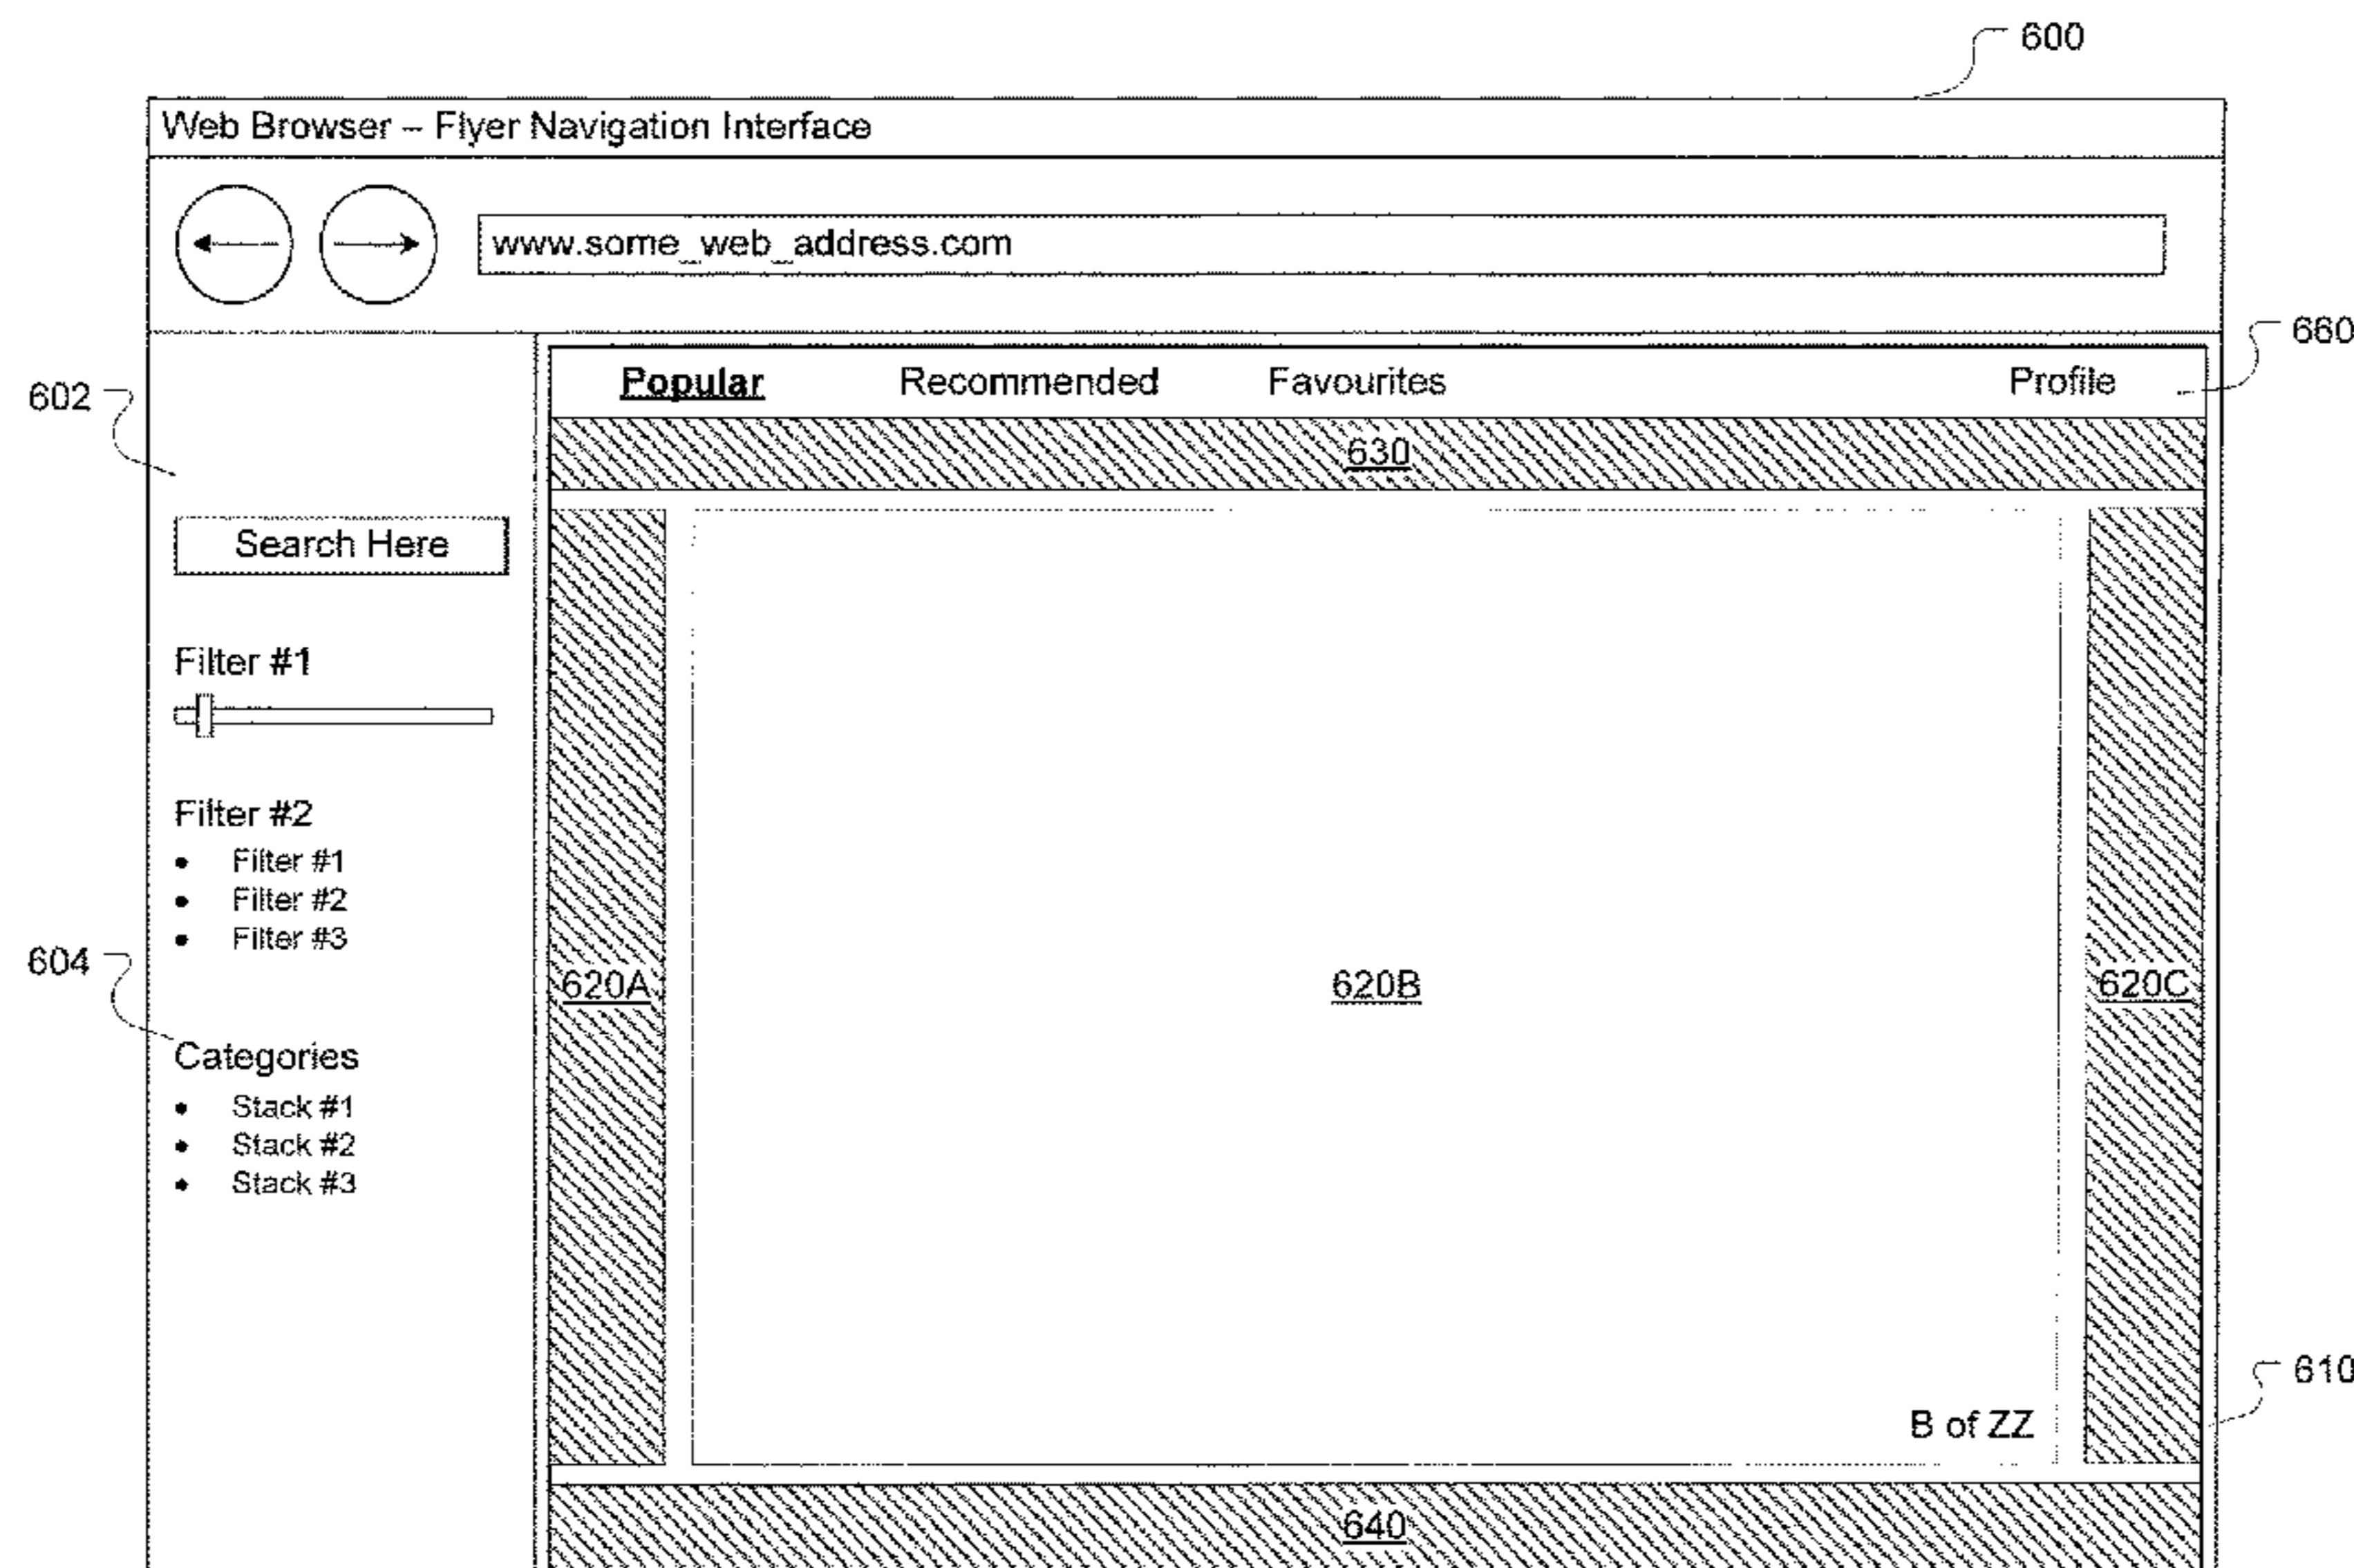 600
Web Browser – Flyer Navigation Interface
www.some_web_address.com
660
Popular Recommended Favourites Profile
602
630
Search Here
Filter #1
Filter #2
• Filter #1
• Filter #2
• Filter #3
604
620A 620B 620C
Categories
• Stack #1
• Stack #2
• Stack #3
610
B of ZZ
640